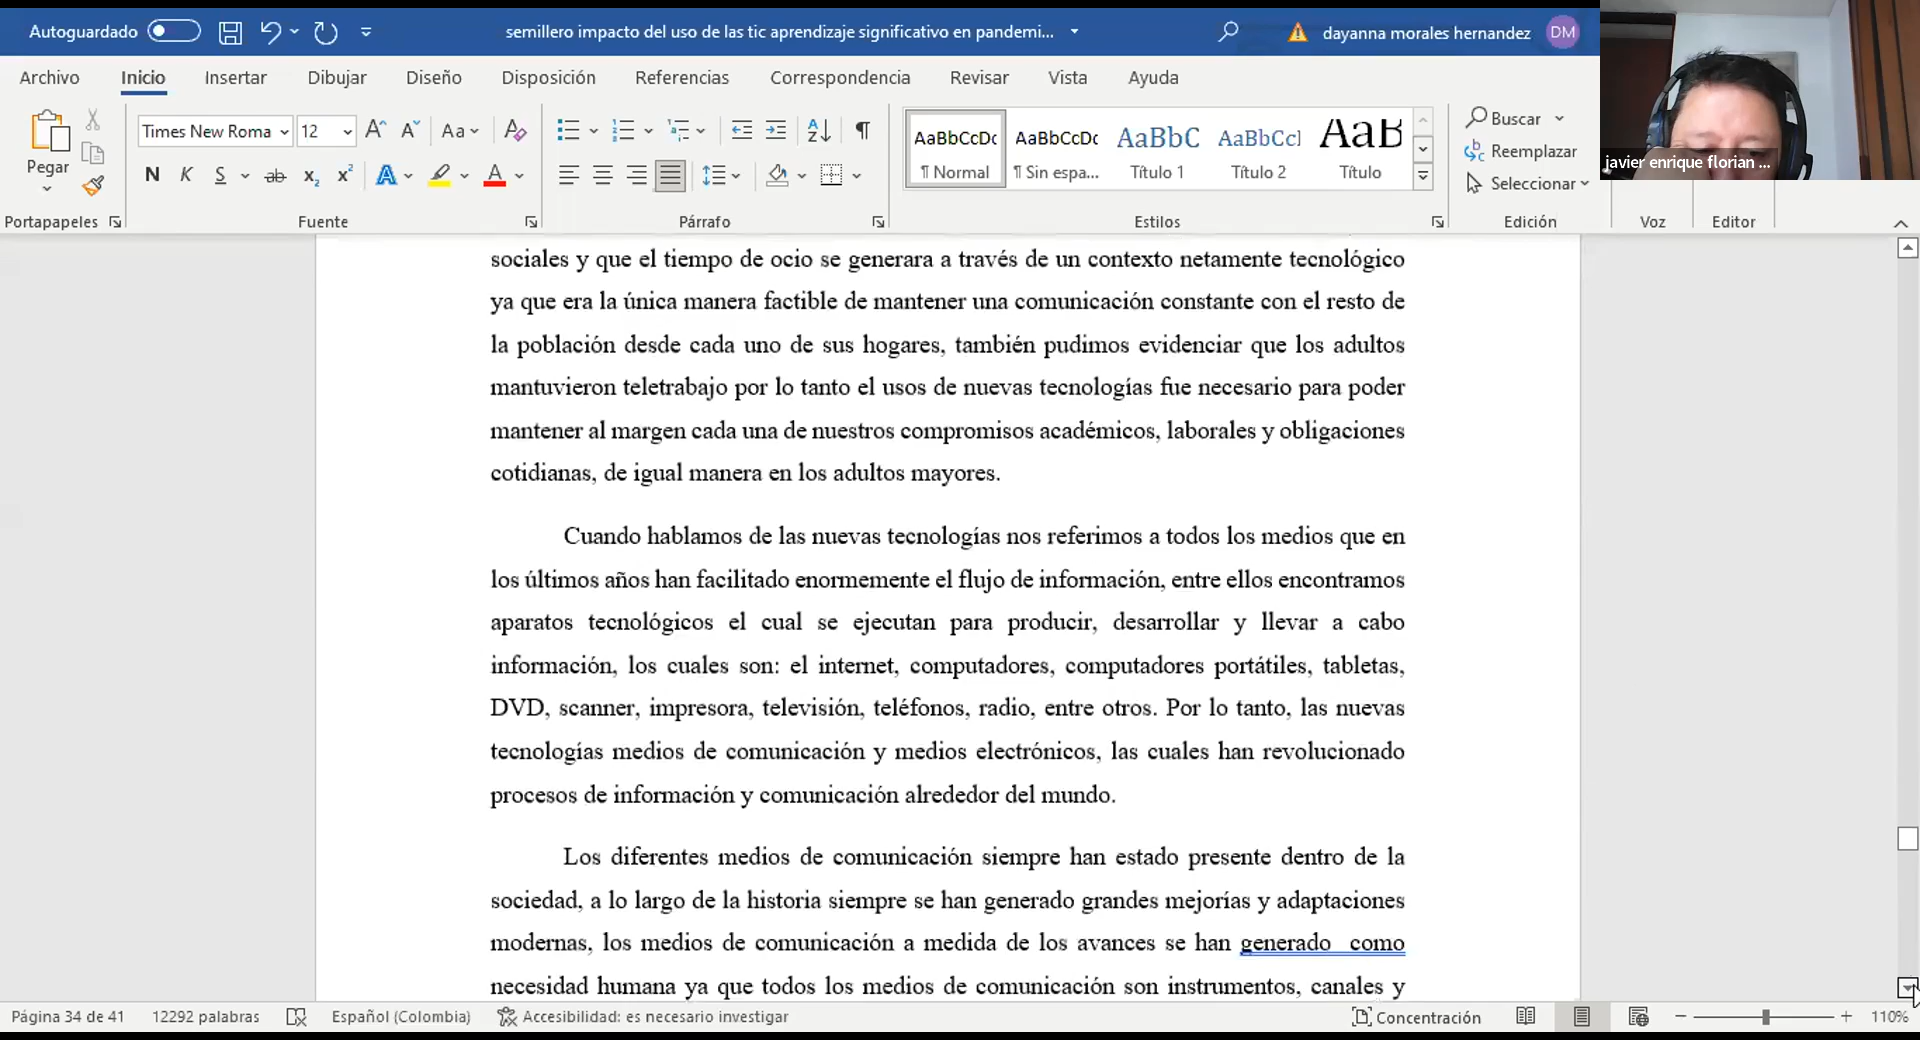 Autoguardado
semillero impacto del uso de las tic aprendizaje significativo en pandemi...
dayanna morales hernandez DM
Archivo Inicio Insertar Dibujar Diseño Disposición Referencias Correspondencia Revisar Vista Ayuda
Pegar
Times New Roma 12
Aa
N K S ab x₂ x²
AaBbCcDc AaBbCcDc AaBbC AaBbCcl AaB
¶ Normal ¶ Sin espa... Título 1 Título 2 Título
Buscar
Reemplazar
Seleccionar
javier enrique florian ...
Portapapeles Fuente Párrafo Estilos Edición Voz Editor
sociales y que el tiempo de ocio se generara a través de un contexto netamente tecnológico
ya que era la única manera factible de mantener una comunicación constante con el resto de
la población desde cada uno de sus hogares, también pudimos evidenciar que los adultos
mantuvieron teletrabajo por lo tanto el usos de nuevas tecnologías fue necesario para poder
mantener al margen cada una de nuestros compromisos académicos, laborales y obligaciones
cotidianas, de igual manera en los adultos mayores.
Cuando hablamos de las nuevas tecnologías nos referimos a todos los medios que en
los últimos años han facilitado enormemente el flujo de información, entre ellos encontramos
aparatos tecnológicos el cual se ejecutan para producir, desarrollar y llevar a cabo
información, los cuales son: el internet, computadores, computadores portátiles, tabletas,
DVD, scanner, impresora, televisión, teléfonos, radio, entre otros. Por lo tanto, las nuevas
tecnologías medios de comunicación y medios electrónicos, las cuales han revolucionado
procesos de información y comunicación alrededor del mundo.
Los diferentes medios de comunicación siempre han estado presente dentro de la
sociedad, a lo largo de la historia siempre se han generado grandes mejorías y adaptaciones
modernas, los medios de comunicación a medida de los avances se han generado como
necesidad humana ya que todos los medios de comunicación son instrumentos, canales y
Página 34 de 41 12292 palabras Español (Colombia) Accesibilidad: es necesario investigar Concentración 110%